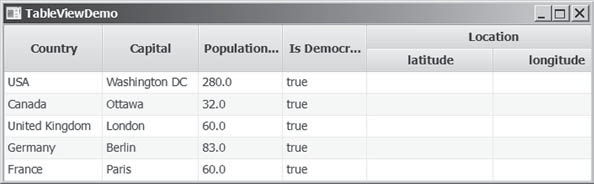 TableViewDemo
Location
Country Capital Population... Is Democr... latitude longitude
USA Washington DC 280.0 true
Canada Ottawa 32.0 true
United Kingdom London 60.0 true
Germany Berlin 83.0 true
France Paris 60.0 true